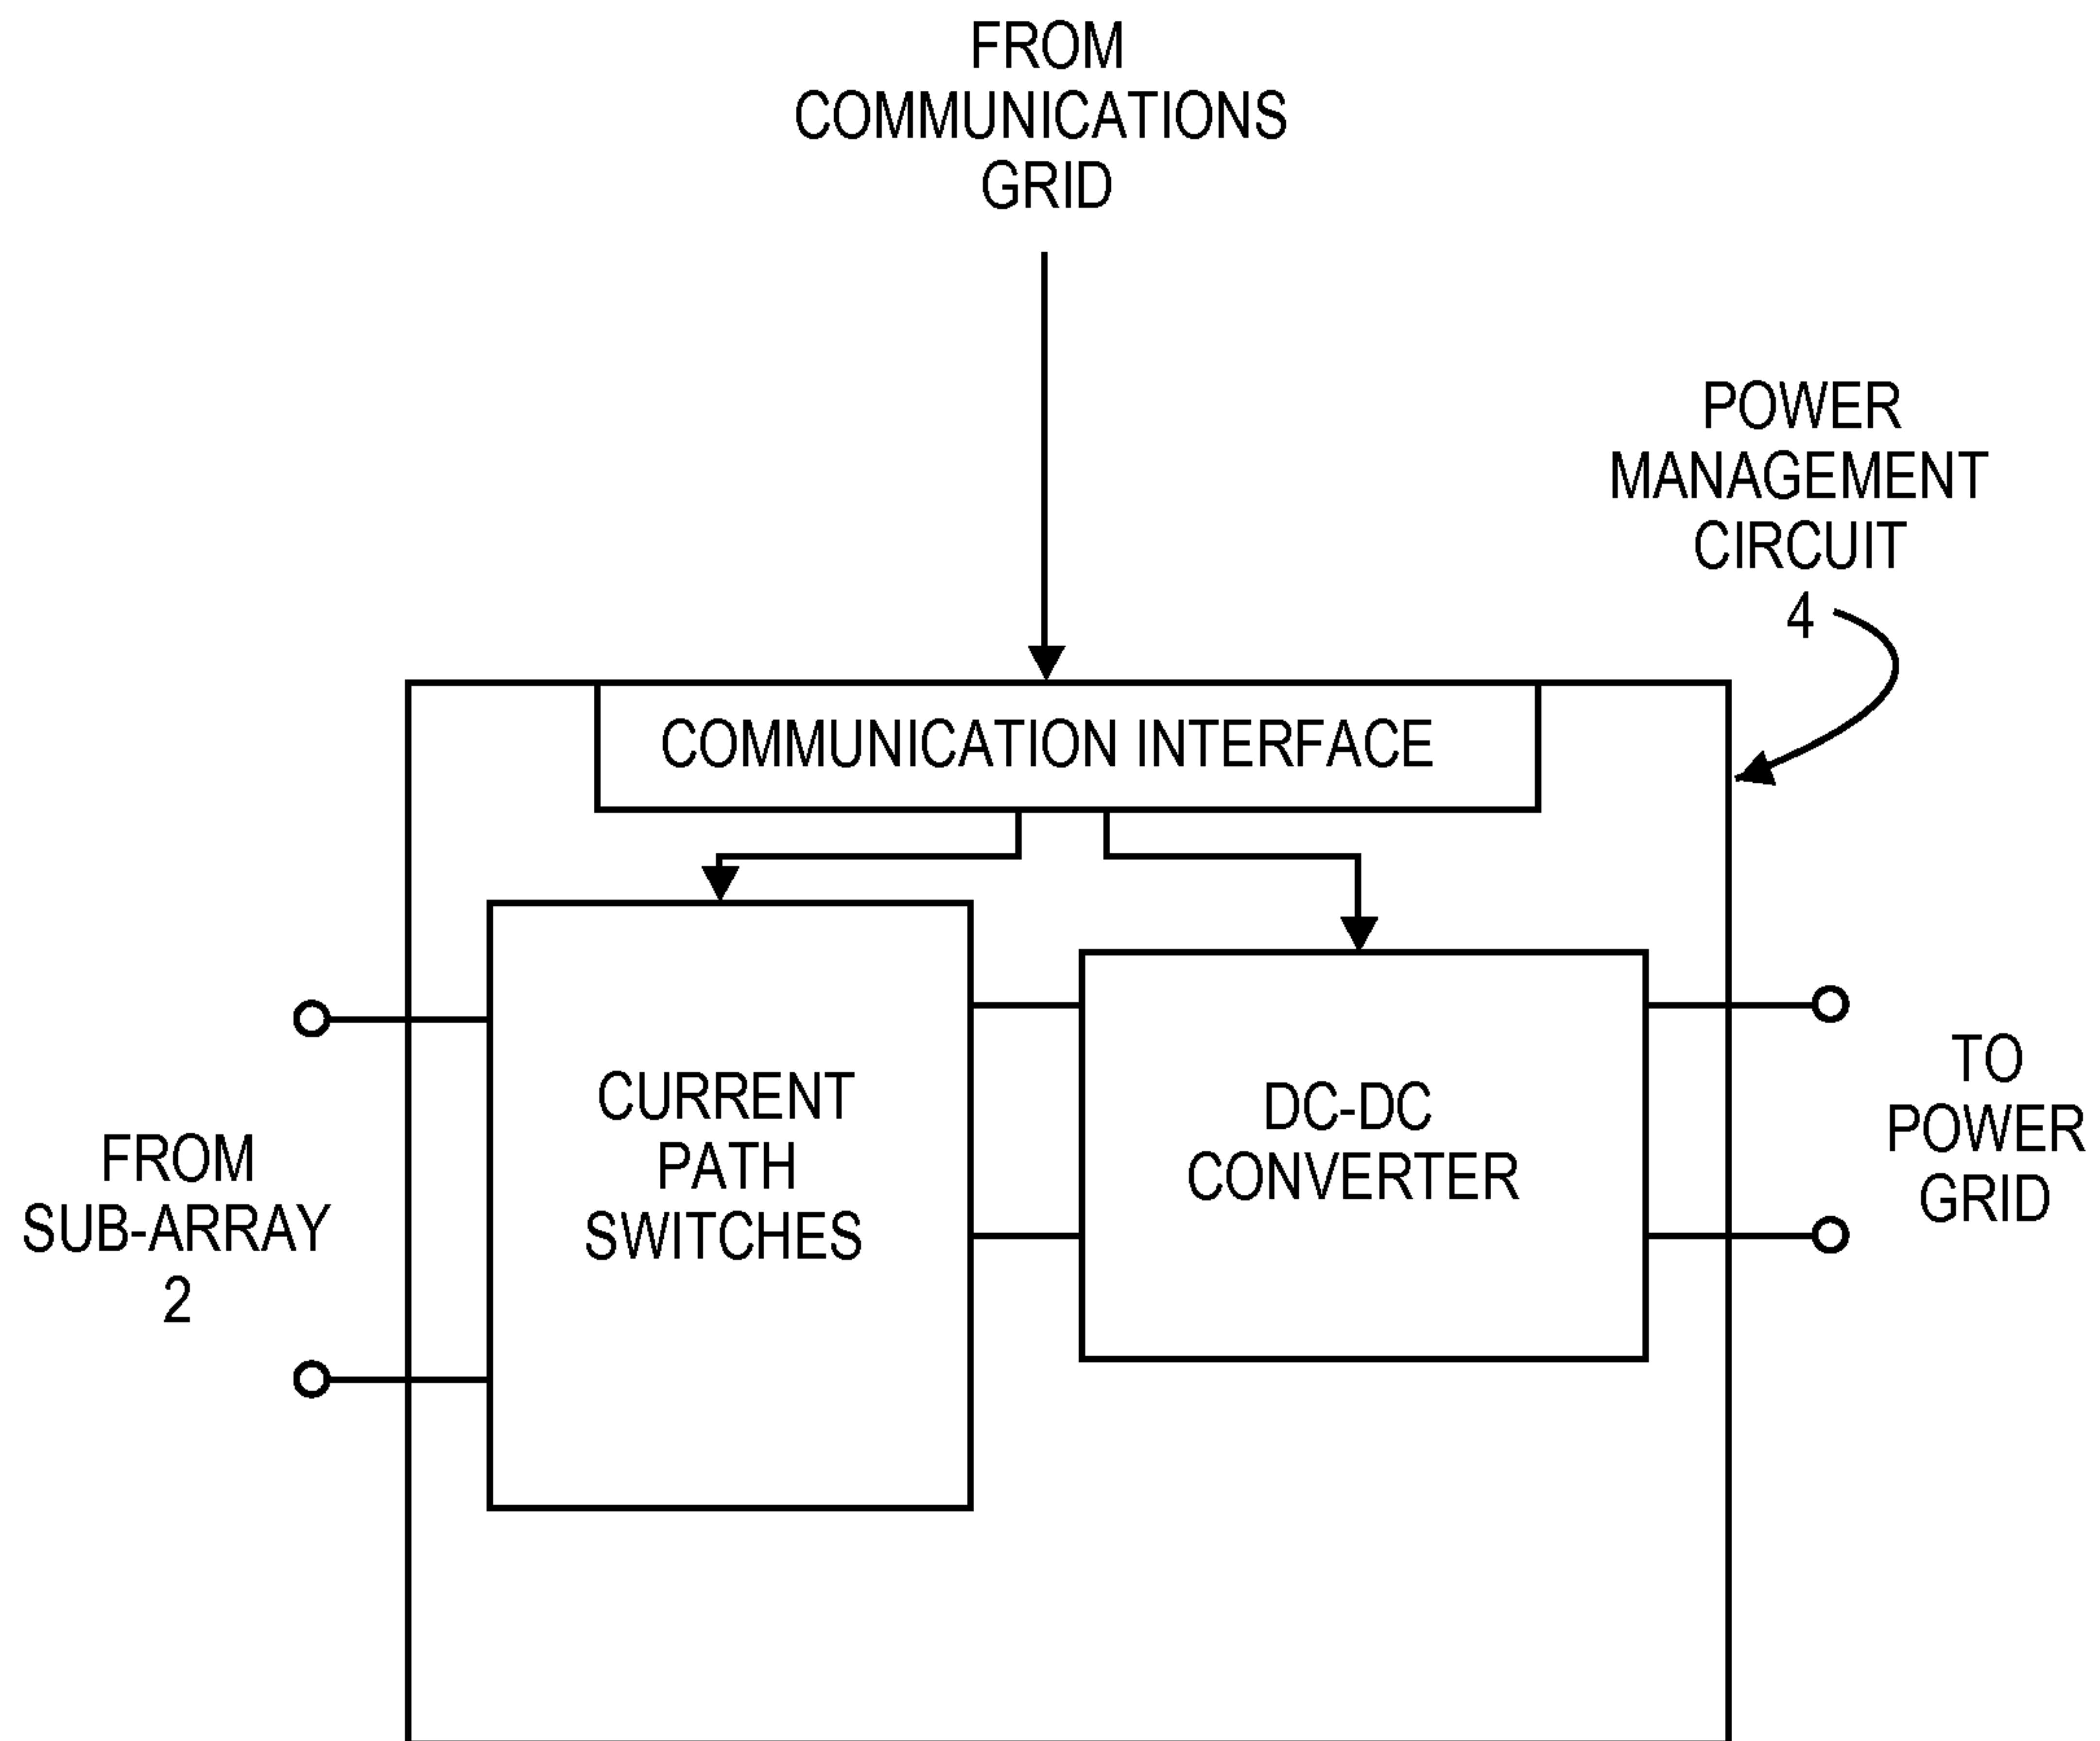 FROM
COMMUNICATIONS
GRID
POWER
MANAGEMENT
CIRCUIT
4
COMMUNICATION INTERFACE
CURRENT
PATH
SWITCHES
DC-DC
CONVERTER
FROM
SUB-ARRAY
2
TO
POWER
GRID